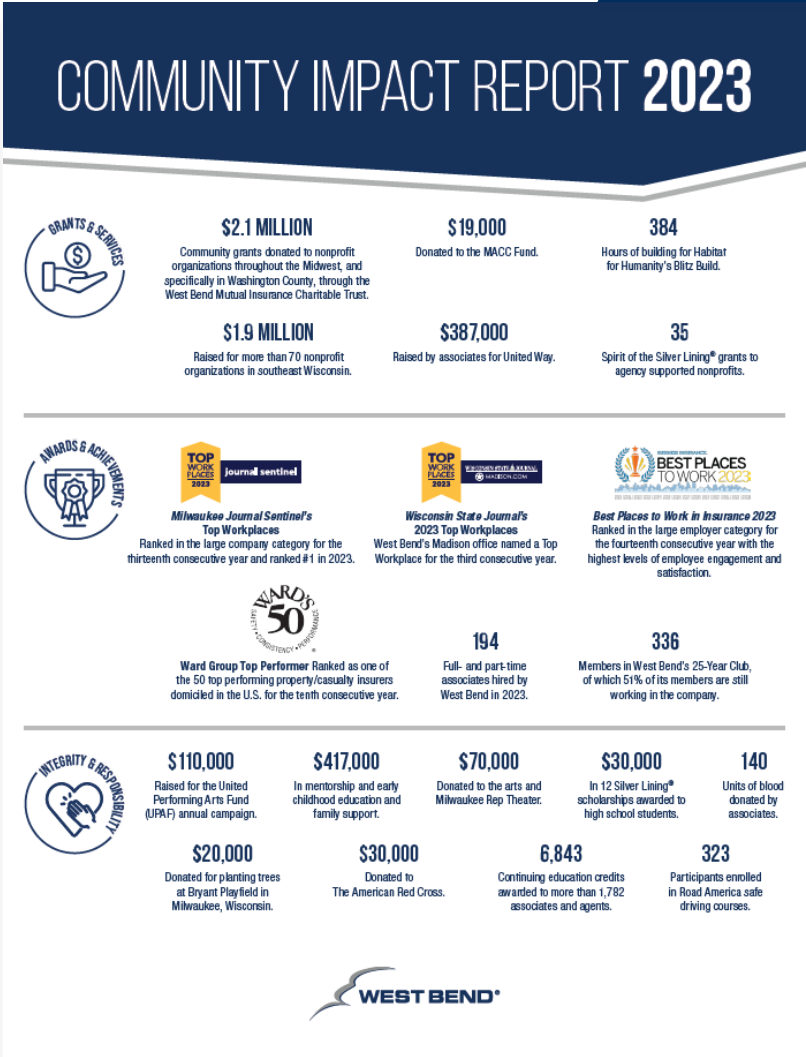 COMMUNITY IMPACT REPORT 2023
GRANTS & SERVICES
$2.1 MILLION
Community grants donated to nonprofit
organizations throughout the Midwest, and
specifically in Washington County, through the
West Bend Mutual Insurance Charitable Trust.
$19,000
Donated to the MACC Fund.
384
Hours of building for Habitat
for Humanity's Blitz Build.
$1.9 MILLION
Raised for more than 70 nonprofit
organizations in southeast Wisconsin.
$387,000
Raised by associates for United Way.
35
Spirit of the Silver Lining® grants to
agency supported nonprofits.
AWARDS & ACHIEVEMENTS
TOP
WORK
PLACES
2023
journal sentinel
Milwaukee Journal Sentinel's
Top Workplaces
Ranked in the large company category for the
thirteenth consecutive year and ranked #1 in 2023.
TOP
WORK
PLACES
2023
WISCONSIN STATE JOURNAL
MADISON.COM
Wisconsin State Journal's
2023 Top Workplaces
West Bend's Madison office named a Top
Workplace for the third consecutive year.
BUSINESS INSURANCE.
BEST PLACES
TO WORK 2023
Best Places to Work in Insurance 2023
Ranked in the large employer category for
the fourteenth consecutive year with the
highest levels of employee engagement and
satisfaction.
WARD'S
50
SAFETY • CONSISTENCY • PERFORMANCE
®
Ward Group Top Performer Ranked as one of
the 50 top performing property/casualty insurers
domiciled in the U.S. for the tenth consecutive year.
194
Full- and part-time
associates hired by
West Bend in 2023.
336
Members in West Bend's 25-Year Club,
of which 51% of its members are still
working in the company.
INTEGRITY & RESPONSIBILITY
$110,000
Raised for the United
Performing Arts Fund
(UPAF) annual campaign.
$417,000
In mentorship and early
childhood education and
family support.
$70,000
Donated to the arts and
Milwaukee Rep Theater.
$30,000
In 12 Silver Lining®
scholarships awarded to
high school students.
140
Units of blood
donated by
associates.
$20,000
Donated for planting trees
at Bryant Playfield in
Milwaukee, Wisconsin.
$30,000
Donated to
The American Red Cross.
6,843
Continuing education credits
awarded to more than 1,782
associates and agents.
323
Participants enrolled
in Road America safe
driving courses.
WEST BEND®